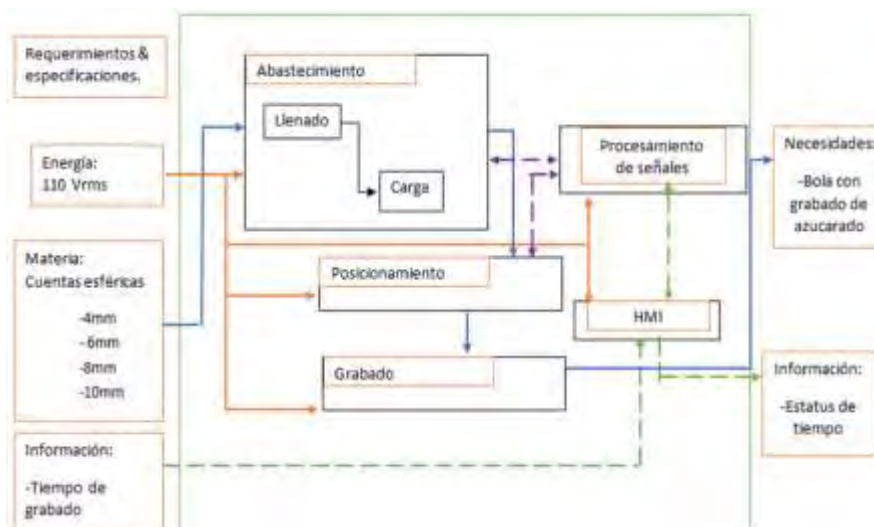 Requerimientos &
especificaciones.
Energía:
110 Vrms
Materia:
Cuentas esféricas
-4mm
-6mm
-8mm
-10mm
Información:
-Tiempo de
grabado
Abastecimiento
Llenado
Carga
Posicionamiento
Grabado
Procesamiento
de señales
HMI
Necesidades:
-Bola con
grabado de
azucarado
Información:
-Estatus de
tiempo